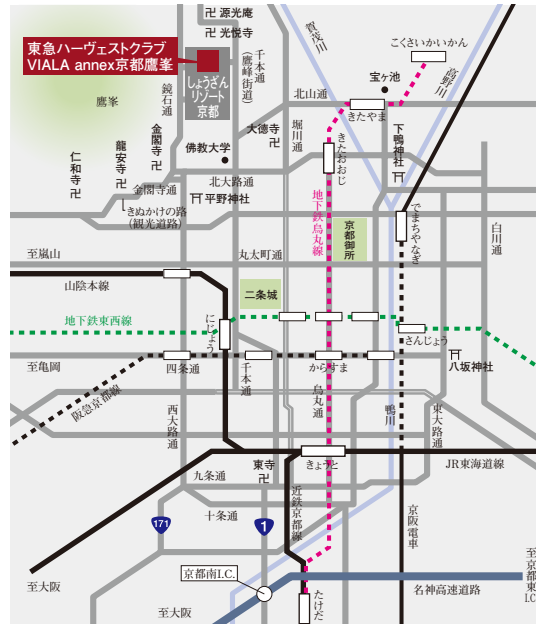 卍 源光庵
卍 光悦寺
東急ハーヴェストクラブ
VIALA annex京都鷹峯
しょうざん
リゾート
京都
千本通
(鷹峰街道)
鷹峯
鏡石通
賀茂川
高野川
こくさいかいかん
宝ヶ池
北山通
きたやま
大徳寺
卍
堀川通
きたおおじ
下鴨神社
金閣寺卍
龍安寺卍
仁和寺卍
佛教大学
北大路通
金閣寺通
平野神社
きぬかけの路
(観光道路)
地下鉄烏丸線
京都御所
でまちやなぎ
白川通
至嵐山
丸太町通
山陰本線
二条城
地下鉄東西線
にじょう
さんじょう
八坂神社
至亀岡
四条通
からすま
阪急京都線
千本通
烏丸通
鴨川
東大路通
西大路通
東寺
卍
きょうと
JR東海道線
九条通
十条通
近鉄京都線
京阪電車
171
1
京都南I.C.
至大阪
至大阪
たけだ
名神高速道路
至京都東I.C.